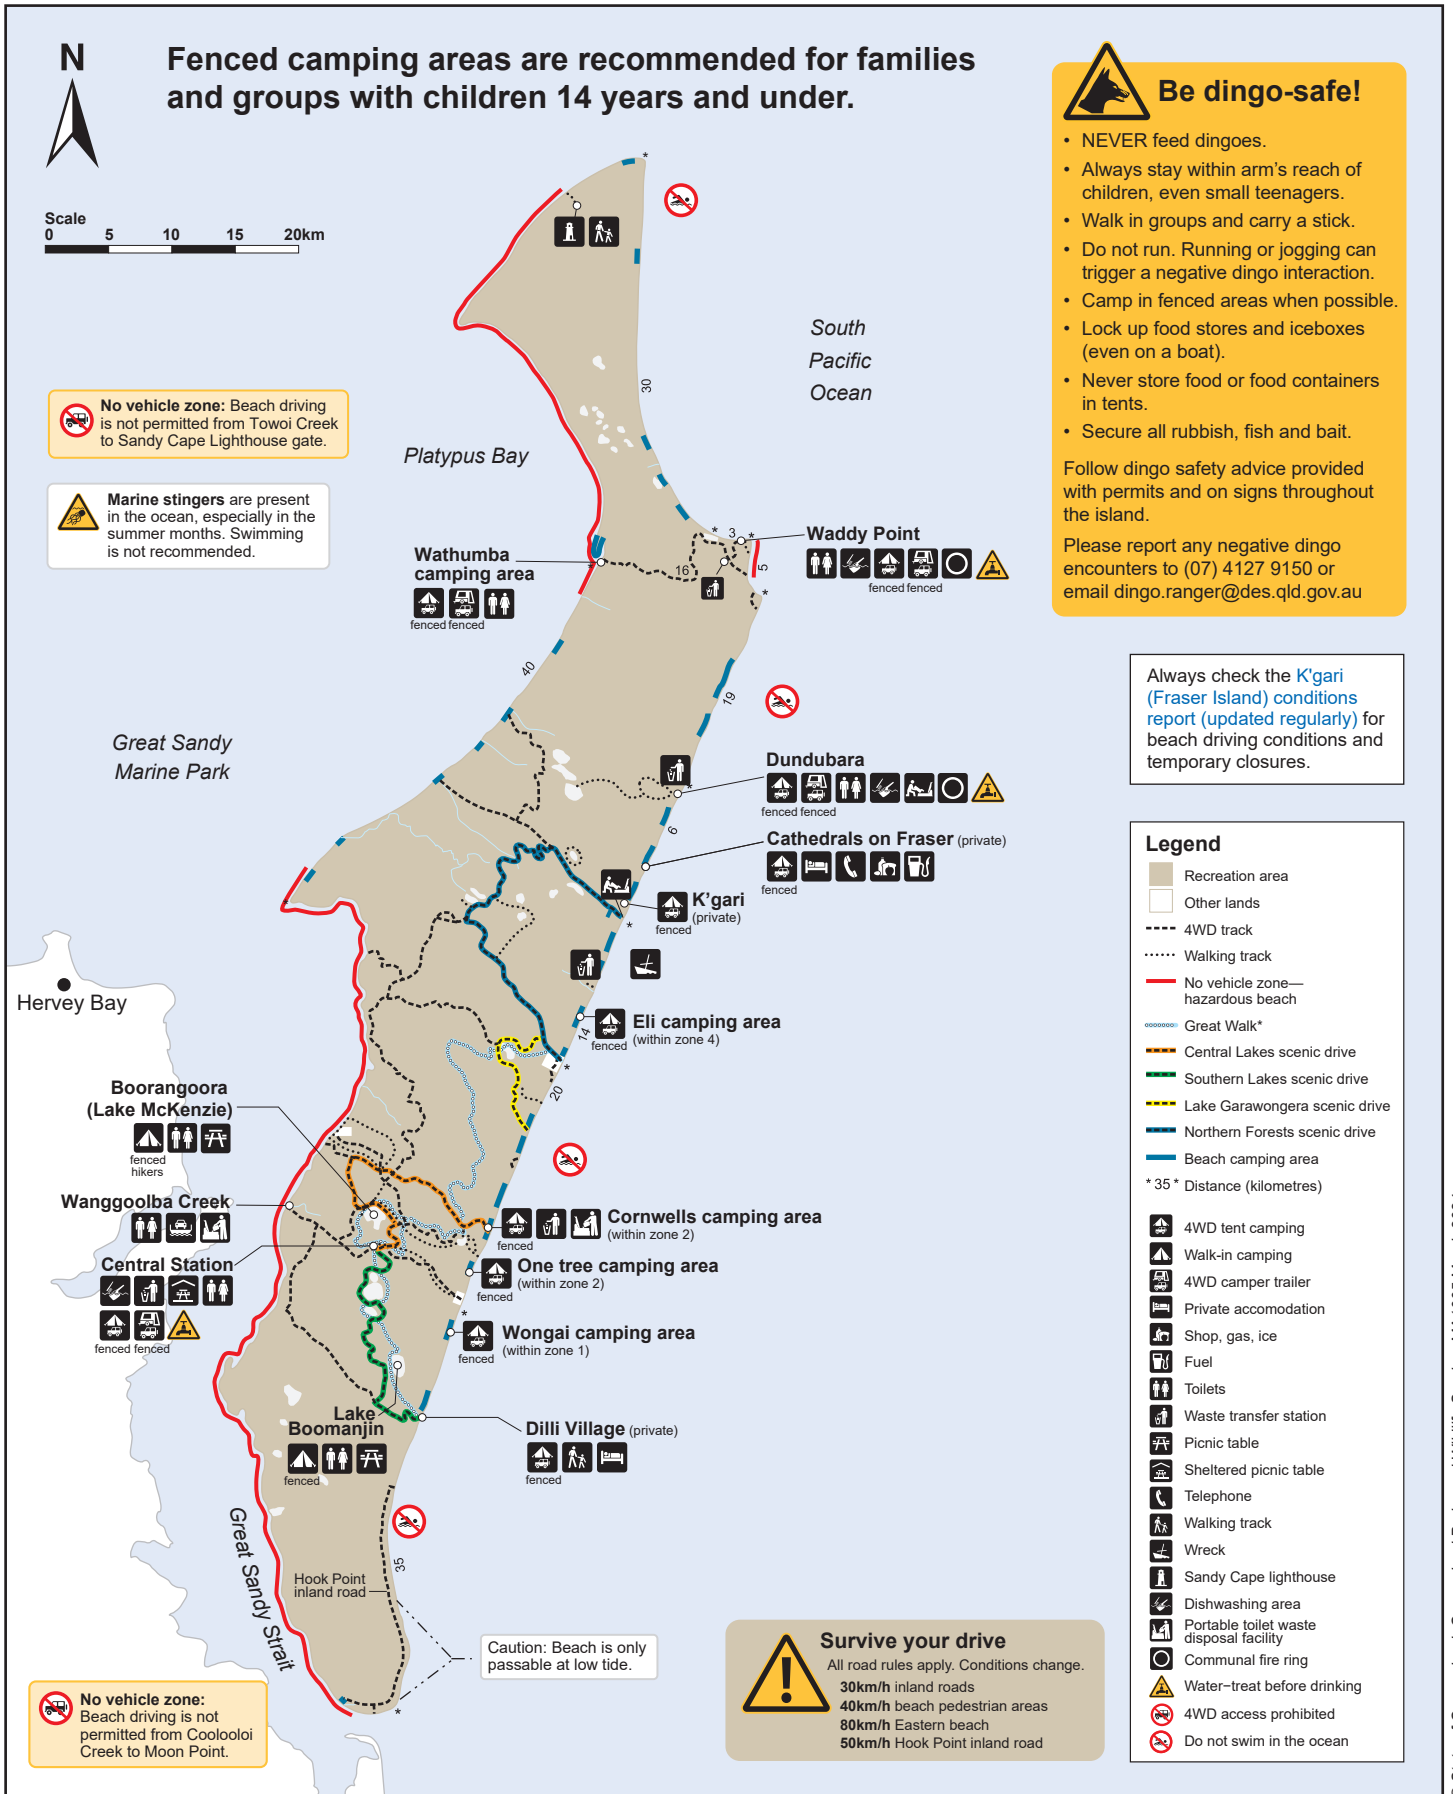 N
Fenced camping areas are recommended for families
and groups with children 14 years and under.
Scale
0 5 10 15 20km
Be dingo-safe!
• NEVER feed dingoes.
• Always stay within arm's reach of
children, even small teenagers.
• Walk in groups and carry a stick.
• Do not run. Running or jogging can
trigger a negative dingo interaction.
• Camp in fenced areas when possible.
• Lock up food stores and iceboxes
(even on a boat).
• Never store food or food containers
in tents.
• Secure all rubbish, fish and bait.
Follow dingo safety advice provided
with permits and on signs throughout
the island.
Please report any negative dingo
encounters to (07) 4127 9150 or
email dingo.ranger@des.qld.gov.au
Always check the K'gari
(Fraser Island) conditions
report (updated regularly) for
beach driving conditions and
temporary closures.
No vehicle zone: Beach driving
is not permitted from Towoi Creek
to Sandy Cape Lighthouse gate.
Marine stingers are present
in the ocean, especially in the
summer months. Swimming
is not recommended.
South
Pacific
Ocean
Platypus Bay
Great Sandy
Marine Park
*
30
* 3 *
16
5
*
40
19
*
6
*
14
*
20
*
35
*
*
Waddy Point
fenced fenced
Wathumba
camping area
fenced fenced
Dundubara
fenced fenced
Cathedrals on Fraser (private)
fenced
K'gari
(private)
fenced
Eli camping area
(within zone 4)
fenced
Hervey Bay
Boorangoora
(Lake McKenzie)
fenced
hikers
Wanggoolba Creek
Central Station
fenced fenced
Cornwells camping area
(within zone 2)
fenced
One tree camping area
(within zone 2)
fenced
Wongai camping area
(within zone 1)
fenced
Lake
Boomanjin
fenced
Dilli Village (private)
fenced
Great Sandy Strait
Hook Point
inland road
Caution: Beach is only
passable at low tide.
No vehicle zone:
Beach driving is not
permitted from Coolooloi
Creek to Moon Point.
Survive your drive
All road rules apply. Conditions change.
30km/h inland roads
40km/h beach pedestrian areas
80km/h Eastern beach
50km/h Hook Point inland road
Legend
Recreation area
Other lands
4WD track
Walking track
No vehicle zone—
hazardous beach
Great Walk*
Central Lakes scenic drive
Southern Lakes scenic drive
Lake Garawongera scenic drive
Northern Forests scenic drive
Beach camping area
* 35 * Distance (kilometres)
4WD tent camping
Walk-in camping
4WD camper trailer
Private accomodation
Shop, gas, ice
Fuel
Toilets
Waste transfer station
Picnic table
Sheltered picnic table
Telephone
Walking track
Wreck
Sandy Cape lighthouse
Dishwashing area
Portable toilet waste
disposal facility
Communal fire ring
Water–treat before drinking
4WD access prohibited
Do not swim in the ocean